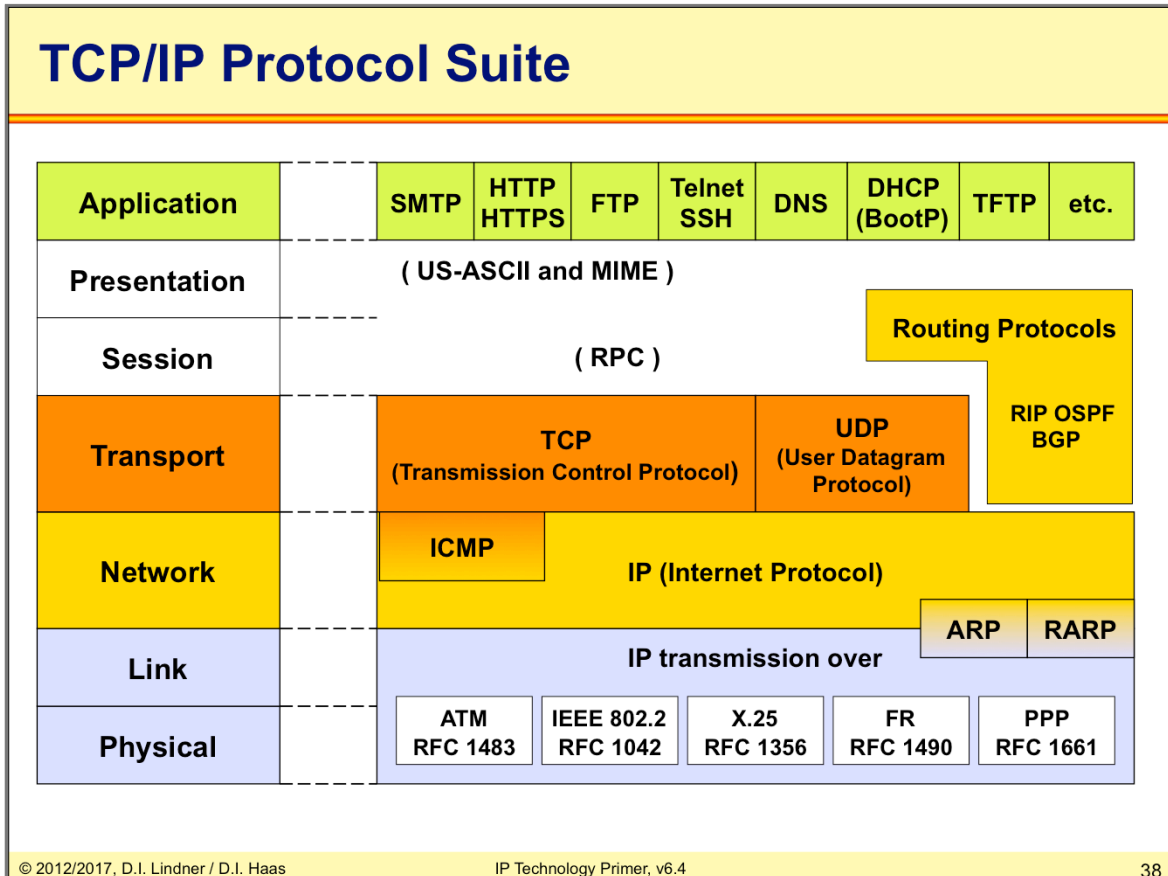 TCP/IP Protocol Suite
Application
SMTP
HTTP
HTTPS
FTP
Telnet
SSH
DNS
DHCP
(BootP)
TFTP
etc.
Presentation
( US-ASCII and MIME )
Session
( RPC )
Routing Protocols
RIP OSPF
BGP
Transport
TCP
(Transmission Control Protocol)
UDP
(User Datagram
Protocol)
Network
ICMP
IP (Internet Protocol)
ARP
RARP
Link
IP transmission over
Physical
ATM
RFC 1483
IEEE 802.2
RFC 1042
X.25
RFC 1356
FR
RFC 1490
PPP
RFC 1661
© 2012/2017, D.I. Lindner / D.I. Haas
IP Technology Primer, v6.4
38